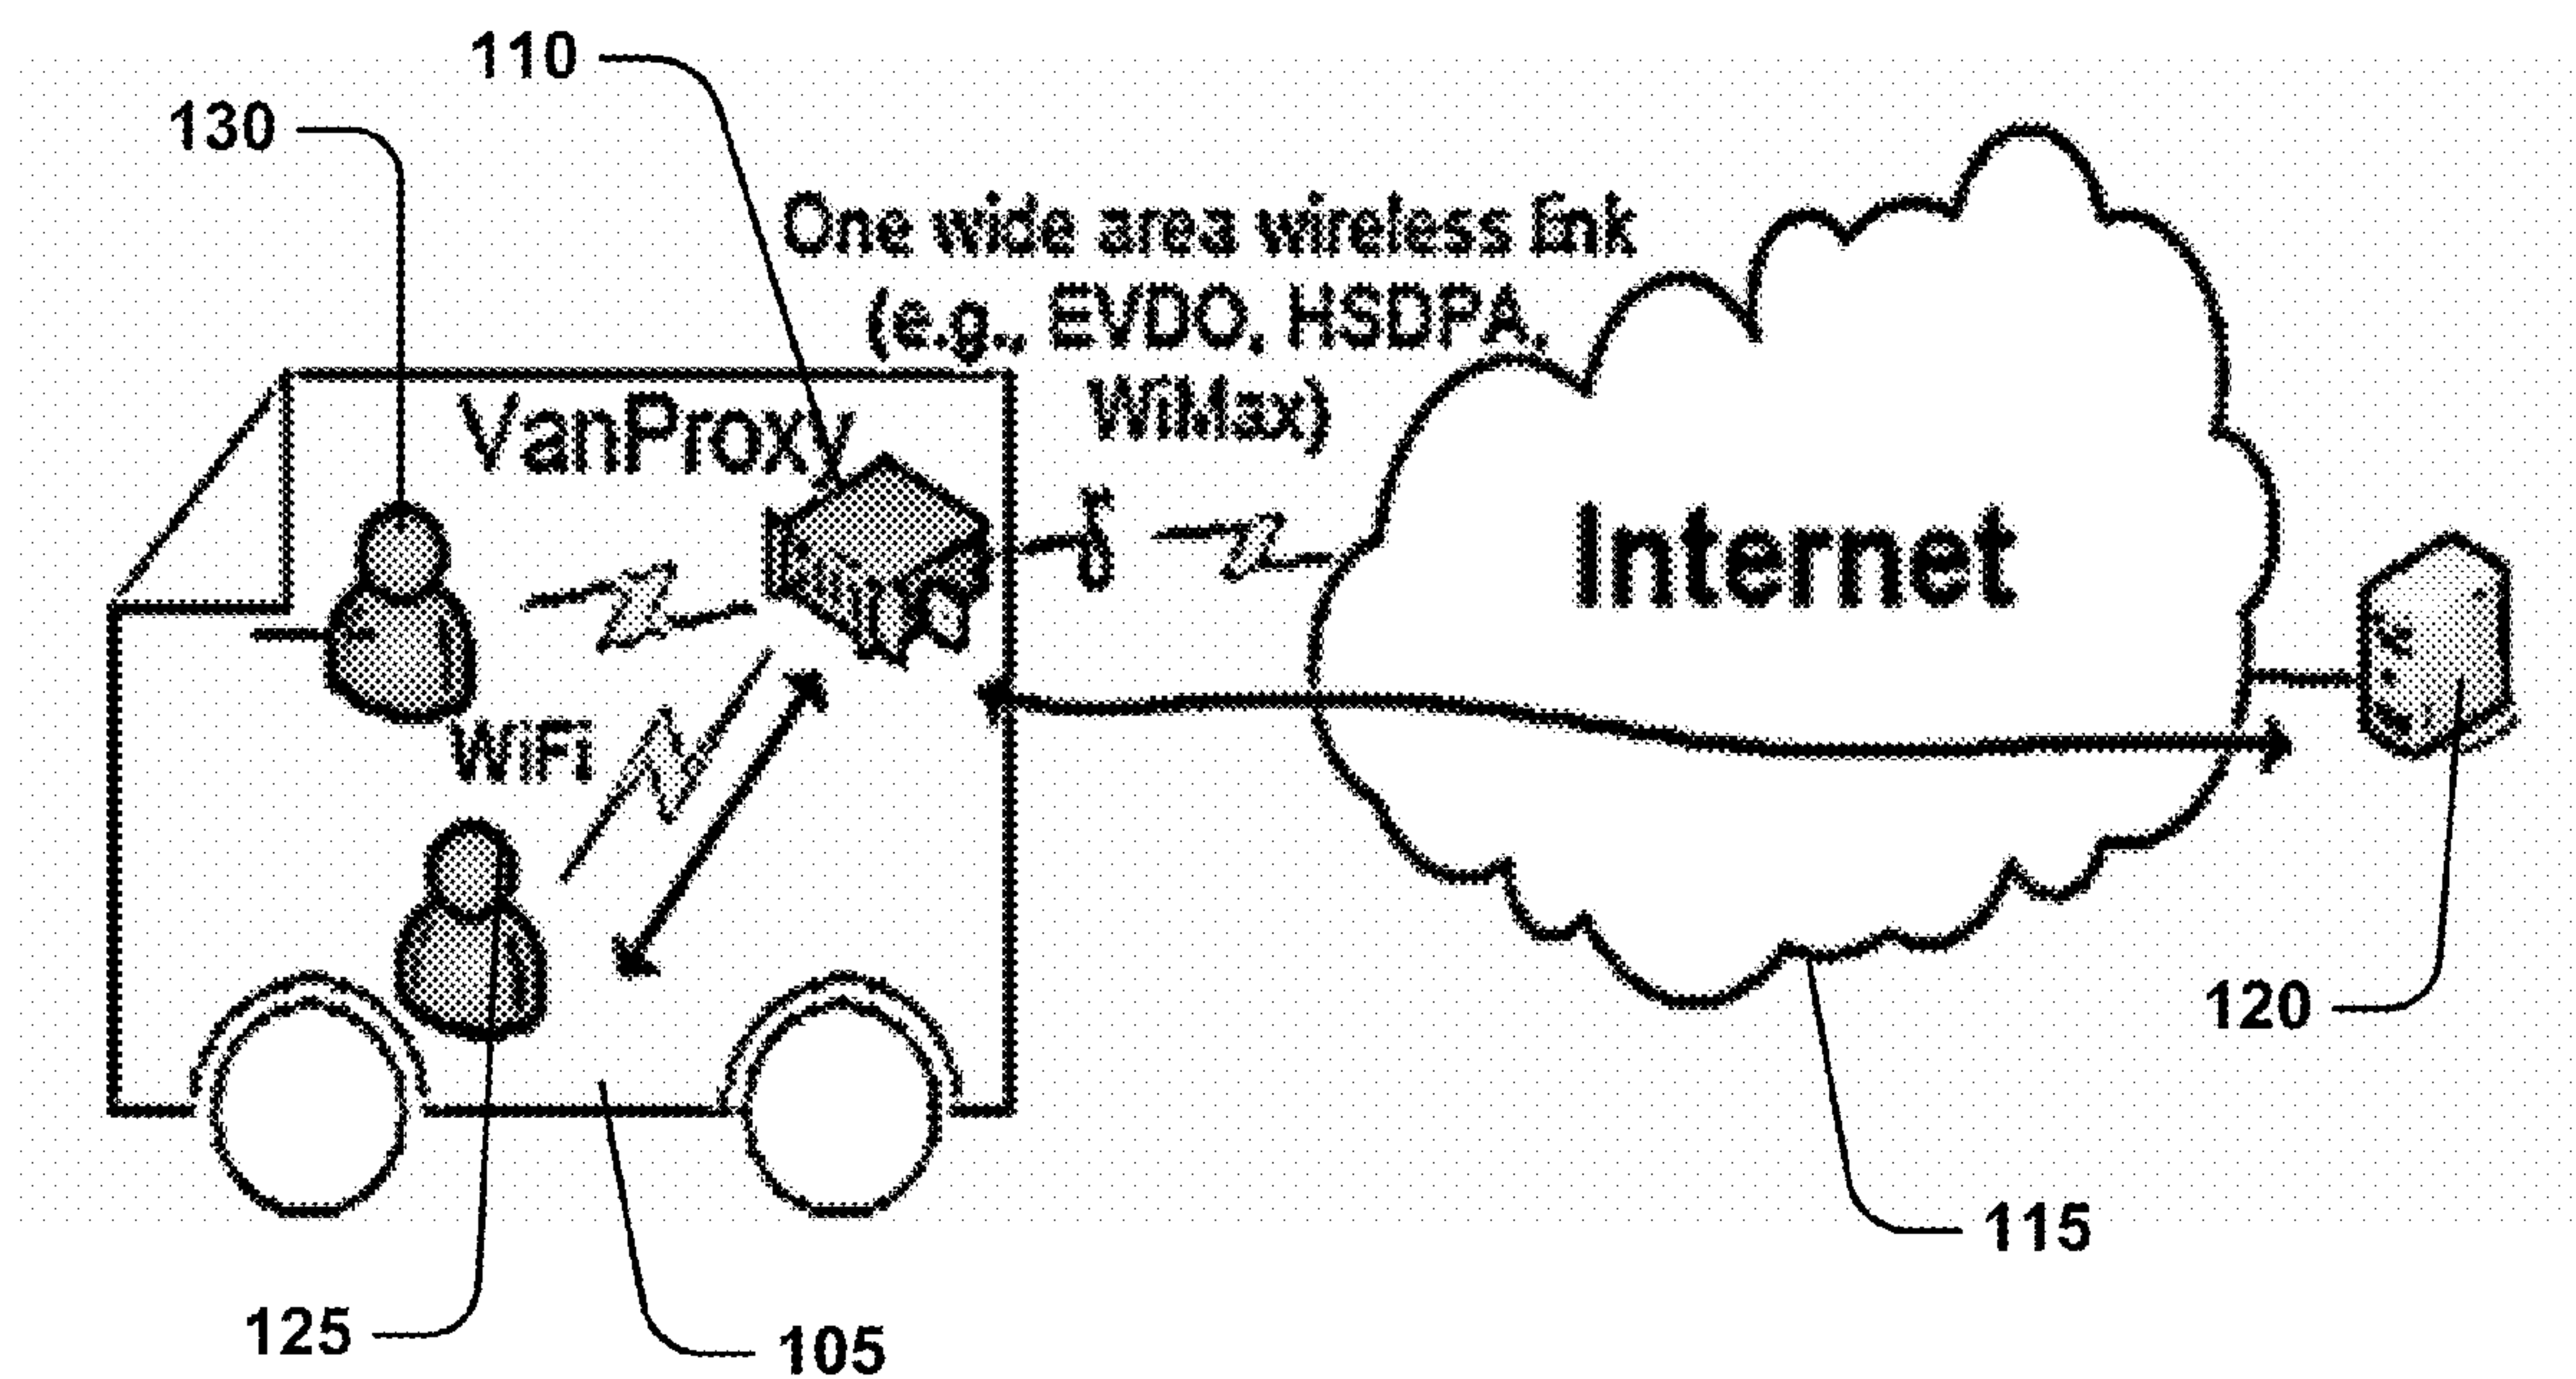 110
130
One wide area wireless link
(e.g., EVDO, HSDPA,
WiMax)
VanProxy
Internet
WiFi
120
115
125
105